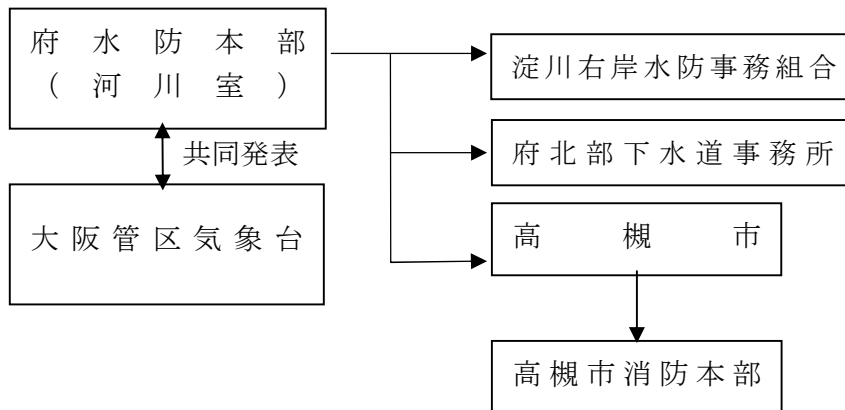 府水防本部
(河川室)
共同発表
大阪管区気象台
淀川右岸水防事務組合
府北部下水道事務所
高槻市
高槻市消防本部